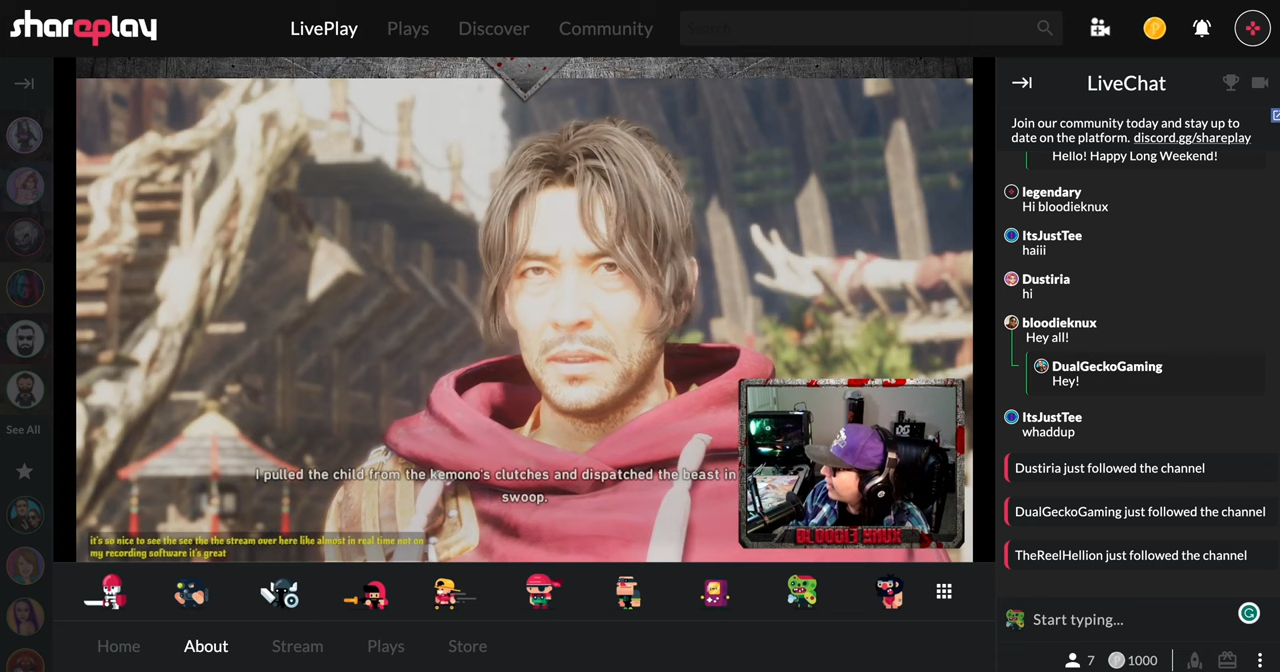 shareplay
LivePlay
Plays
Discover
Community
Search
LiveChat
Join our community today and stay up to
date on the platform. discord.gg/shareplay
Hello! Happy Long Weekend!
legendary
Hi bloodieknux
ItsJustTee
haiii
Dustiria
hi
bloodieknux
Hey all!
DualGeckoGaming
Hey!
ItsJustTee
whaddup
Dustiria just followed the channel
DualGeckoGaming just followed the channel
TheReelHellion just followed the channel
Start typing...
7
1000
See All
I pulled the child from the kemono's clutches and dispatched the beast in
swoop.
it's so nice to see the see the the stream over here like almost in real time not on
my recording software it's great
DG
BLOODIE KNUX
Home
About
Stream
Plays
Store